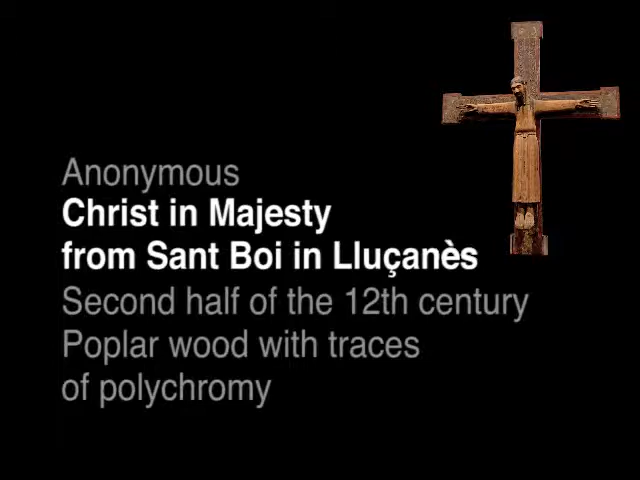 Anonymous
Christ in Majesty
from Sant Boi in Lluçanès
Second half of the 12th century
Poplar wood with traces
of polychromy